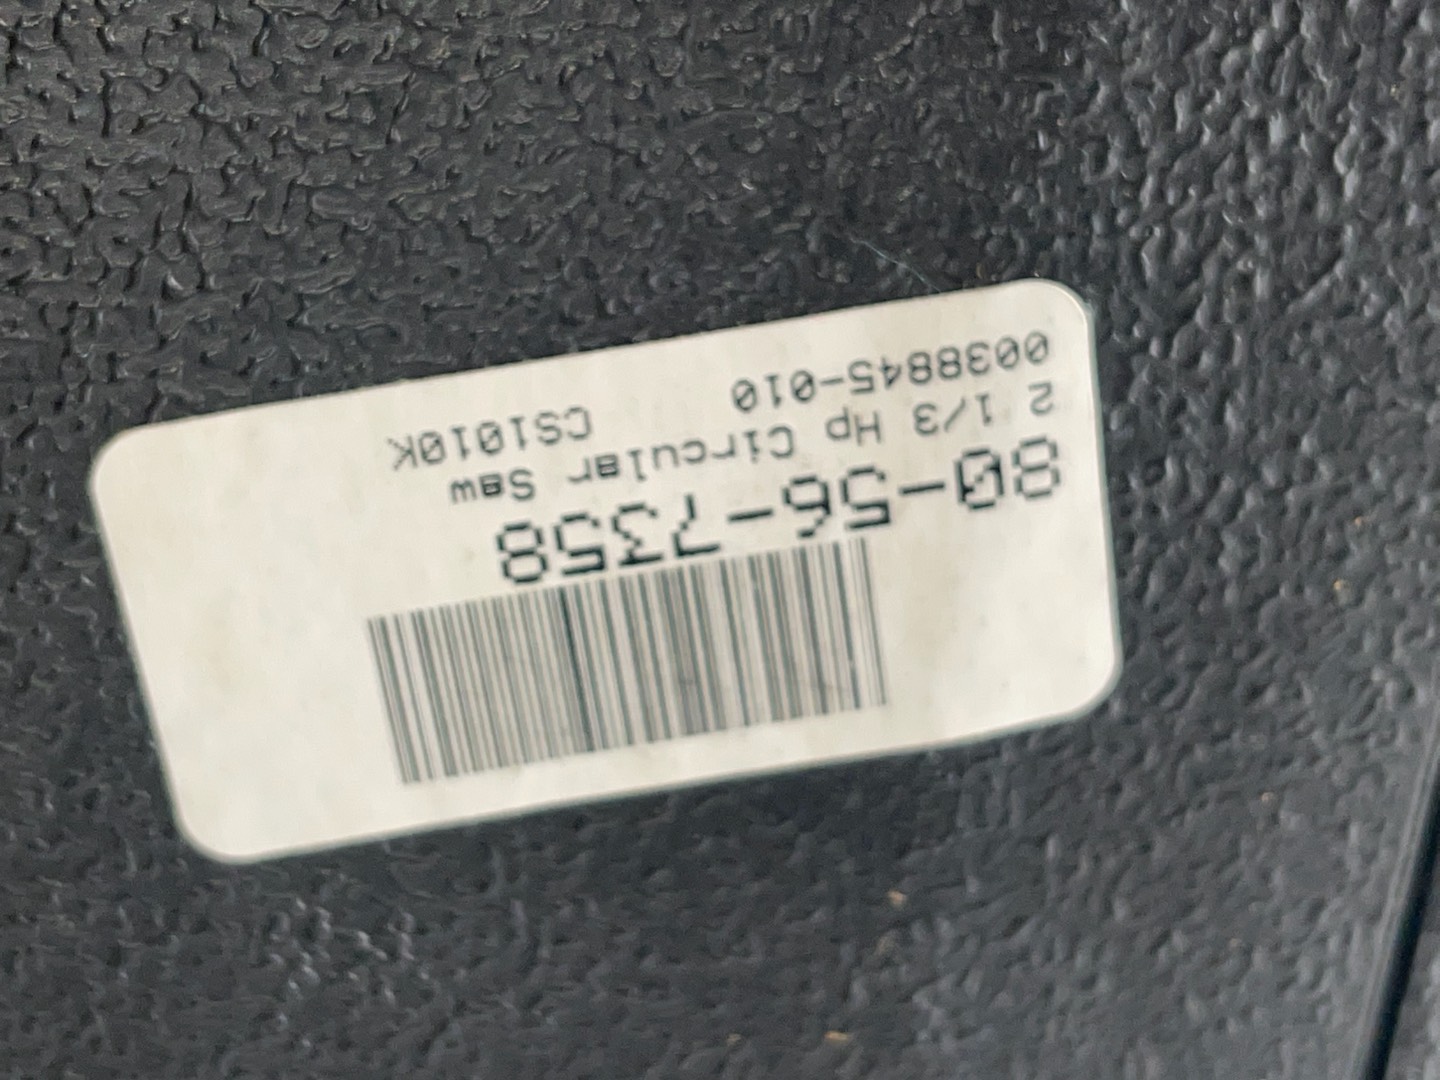 0038845-010 CS1010K
2 1/3 Hp Circular Saw
80-56-7358